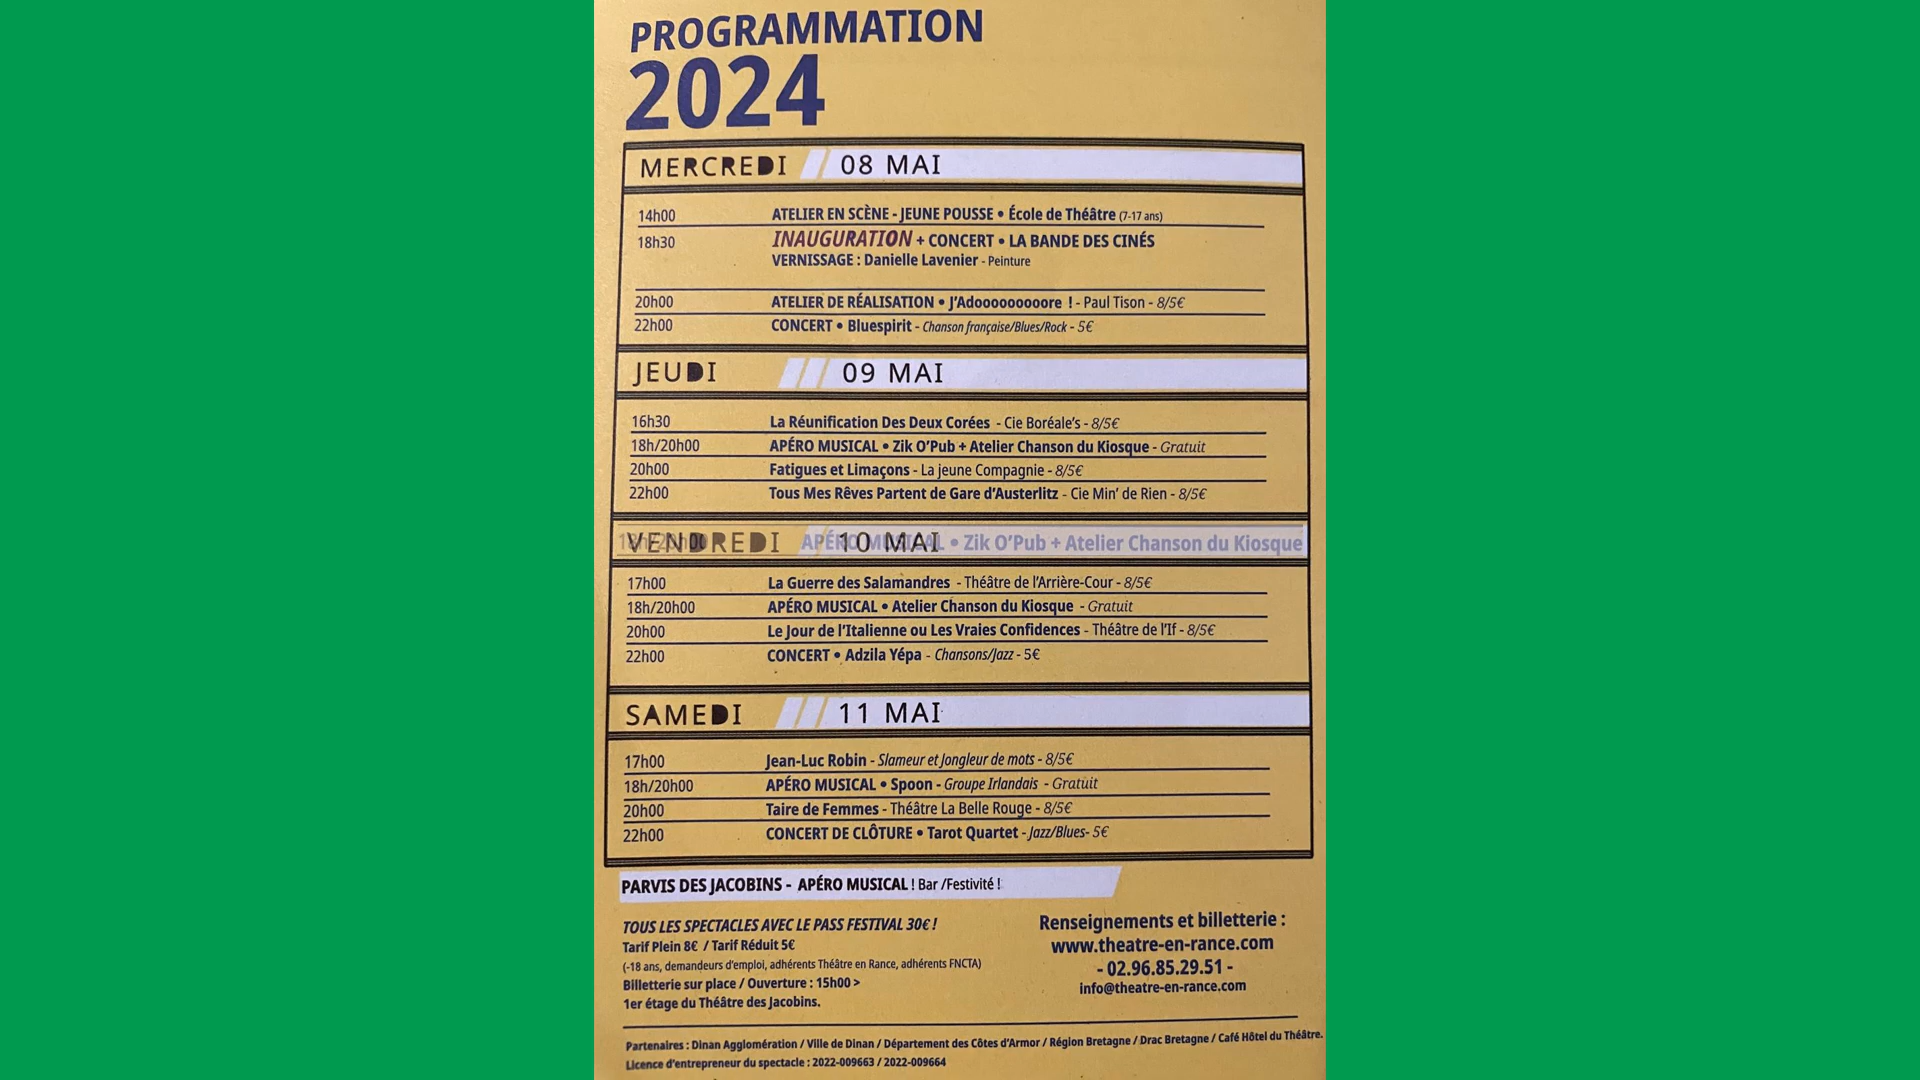 PROGRAMMATION
2024
MERCREDI 08 MAI
14h00 ATELIER EN SCÈNE - JEUNE POUSSE • École de Théâtre (7-17 ans)
18h30 INAUGURATION + CONCERT • LA BANDE DES CINÉS
VERNISSAGE : Danielle Lavenier - Peinture
20h00 ATELIER DE RÉALISATION • J'Adooooooooore ! - Paul Tison - 8/5€
22h00 CONCERT • Bluespirit - Chanson française/Blues/Rock - 5€
JEUDI 09 MAI
16h30 La Réunification Des Deux Corées - Cie Boréale's - 8/5€
18h/20h00 APÉRO MUSICAL • Zik O'Pub + Atelier Chanson du Kiosque - Gratuit
20h00 Fatigues et Limaçons - La jeune Compagnie - 8/5€
22h00 Tous Mes Rêves Partent de Gare d'Austerlitz - Cie Min' de Rien - 8/5€
VENDREDI 10 MAI
18h/20h00 APÉRO MUSICAL • Zik O'Pub + Atelier Chanson du Kiosque
17h00 La Guerre des Salamandres - Théâtre de l'Arrière-Cour - 8/5€
18h/20h00 APÉRO MUSICAL • Atelier Chanson du Kiosque - Gratuit
20h00 Le Jour de l'Italienne ou Les Vraies Confidences - Théâtre de l'If - 8/5€
22h00 CONCERT • Adzila Yépa - Chansons/Jazz - 5€
SAMEDI 11 MAI
17h00 Jean-Luc Robin - Slameur et Jongleur de mots - 8/5€
18h/20h00 APÉRO MUSICAL • Spoon - Groupe Irlandais - Gratuit
20h00 Taire de Femmes - Théâtre La Belle Rouge - 8/5€
22h00 CONCERT DE CLÔTURE • Tarot Quartet - Jazz/Blues- 5€
PARVIS DES JACOBINS - APÉRO MUSICAL ! Bar /Festivité !
TOUS LES SPECTACLES AVEC LE PASS FESTIVAL 30€ !
Tarif Plein 8€ / Tarif Réduit 5€
(-18 ans, demandeurs d'emploi, adhérents Théâtre en Rance, adhérents FNCTA)
Billetterie sur place / Ouverture : 15h00 >
1er étage du Théâtre des Jacobins.
Renseignements et billetterie :
www.theatre-en-rance.com
- 02.96.85.29.51 -
info@theatre-en-rance.com
Partenaires : Dinan Agglomération / Ville de Dinan / Département des Côtes d'Armor / Région Bretagne / Drac Bretagne / Café Hôtel du Théâtre.
Licence d'entrepreneur du spectacle : 2022-009663 / 2022-009664